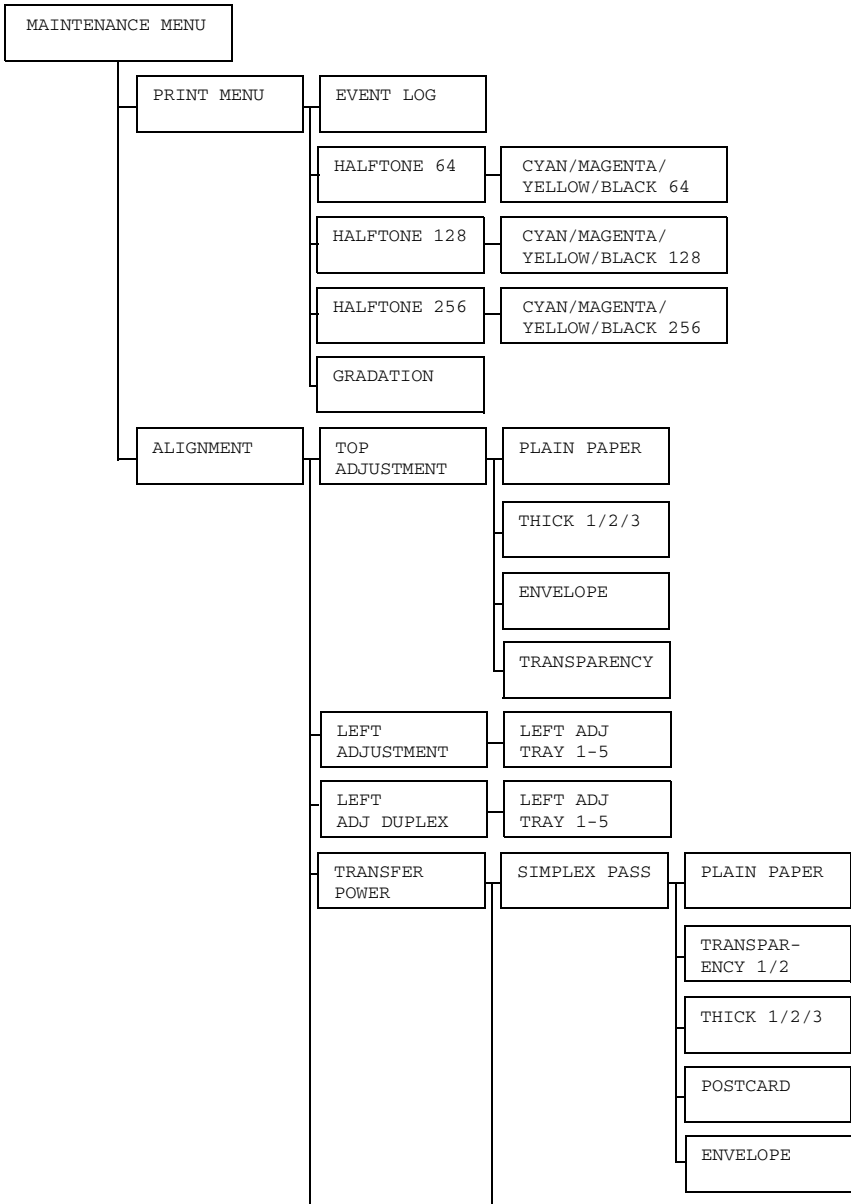 MAINTENANCE MENU
PRINT MENU
EVENT LOG
HALFTONE 64
CYAN/MAGENTA/
YELLOW/BLACK 64
HALFTONE 128
CYAN/MAGENTA/
YELLOW/BLACK 128
HALFTONE 256
CYAN/MAGENTA/
YELLOW/BLACK 256
GRADATION
ALIGNMENT
TOP
ADJUSTMENT
PLAIN PAPER
THICK 1/2/3
ENVELOPE
TRANSPARENCY
LEFT
ADJUSTMENT
LEFT ADJ
TRAY 1-5
LEFT
ADJ DUPLEX
LEFT ADJ
TRAY 1-5
TRANSFER
POWER
SIMPLEX PASS
PLAIN PAPER
TRANSPAR-
ENCY 1/2
THICK 1/2/3
POSTCARD
ENVELOPE